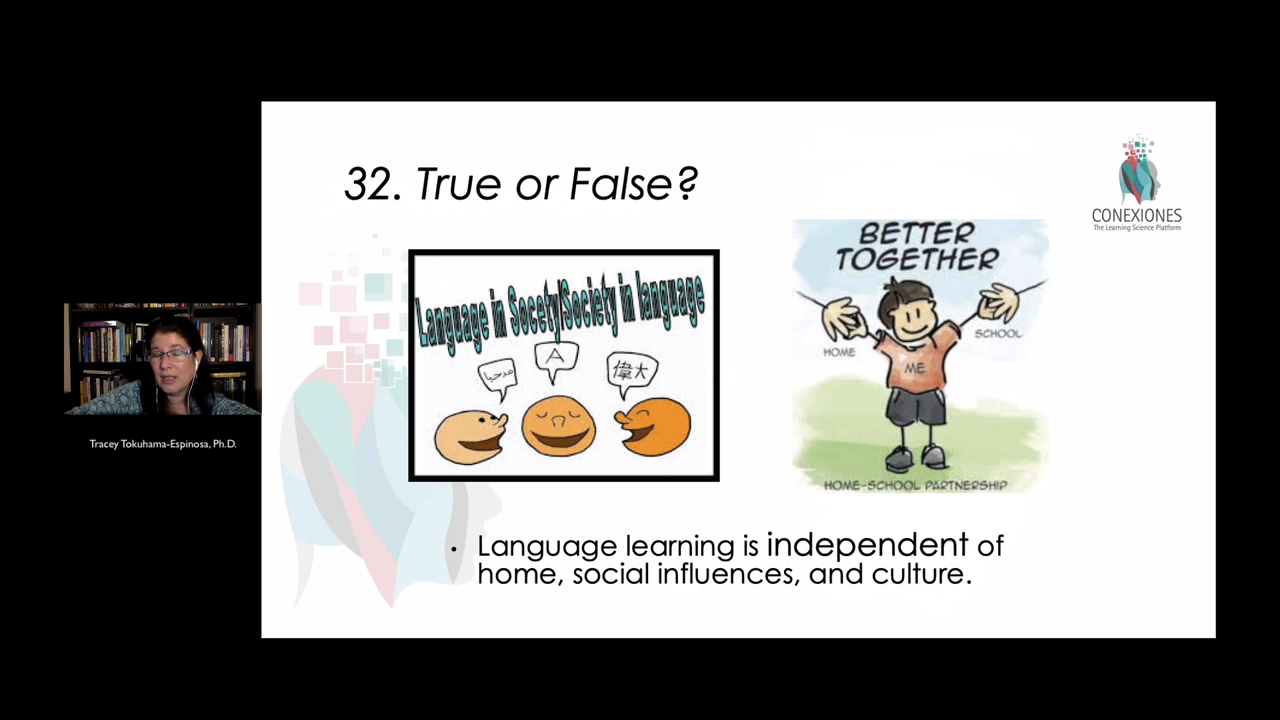 32. True or False?
CONEXIONES
The Learning Science Platform
Language in Socety/Society in language
مدحبا
A
偉大
BETTER
TOGETHER
HOME
SCHOOL
ME
HOME-SCHOOL PARTNERSHIP
Tracey Tokuhama-Espinosa, Ph.D.
• Language learning is independent of
home, social influences, and culture.